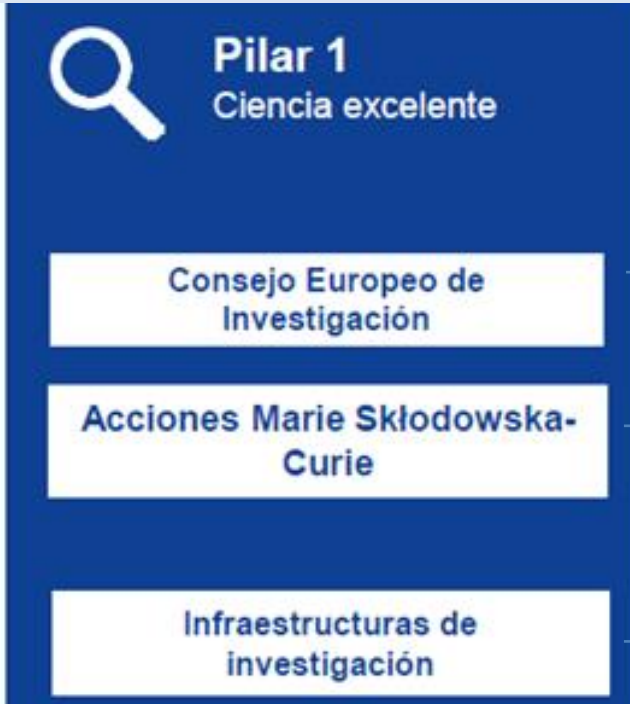 Pilar 1
Ciencia excelente
Consejo Europeo de
Investigación
Acciones Marie Skłodowska-
Curie
Infraestructuras de
investigación